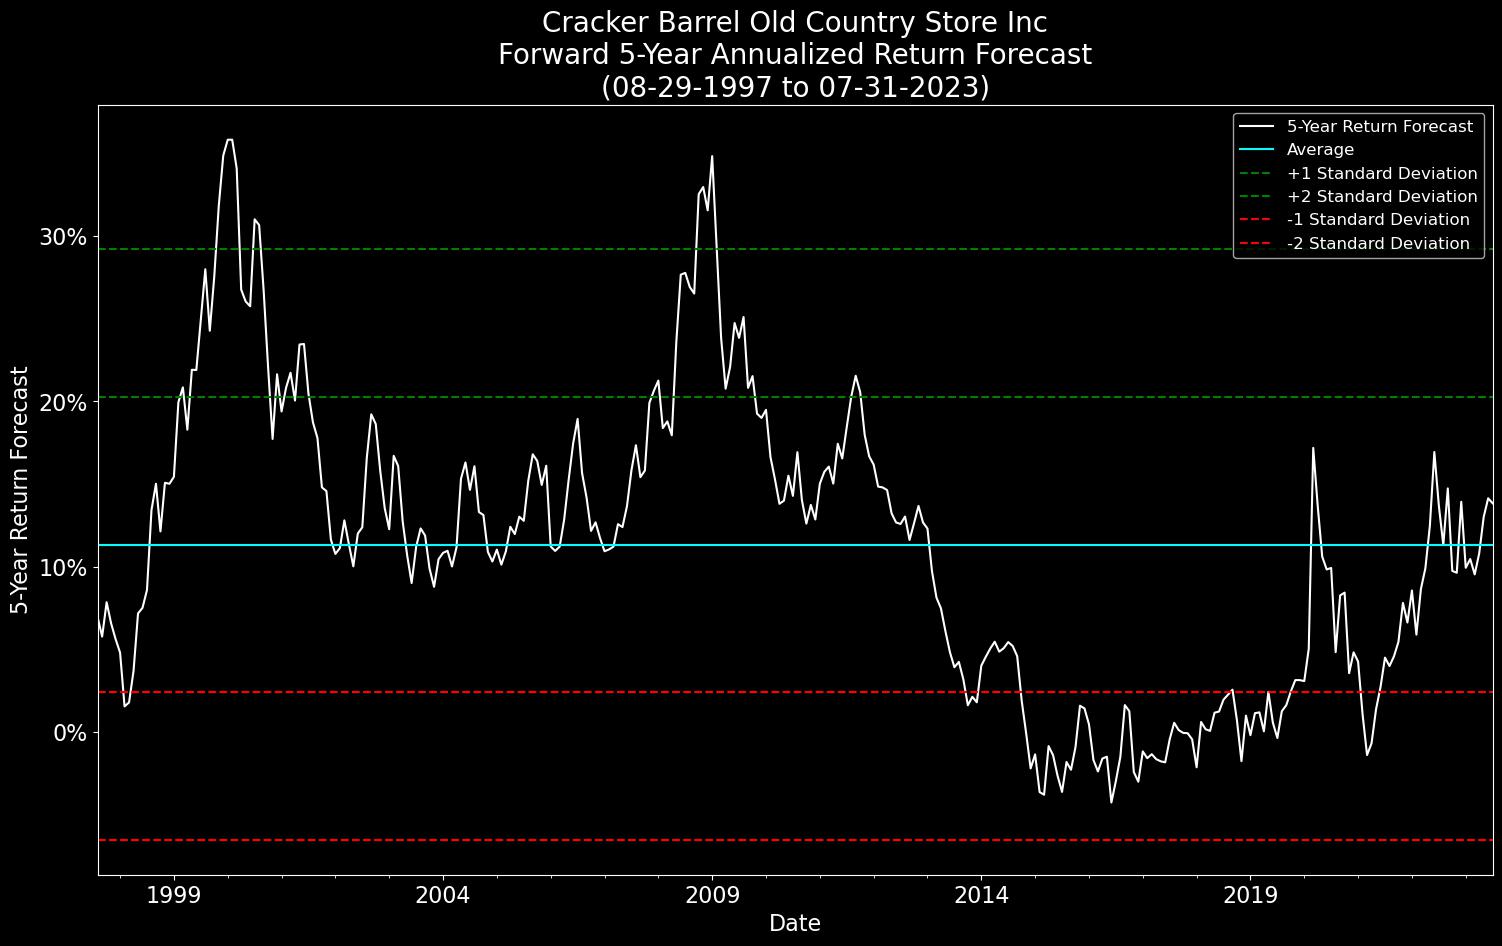 Cracker Barrel Old Country Store Inc
Forward 5-Year Annualized Return Forecast
(08-29-1997 to 07-31-2023)
5-Year Return Forecast
Average
+1 Standard Deviation
+2 Standard Deviation
-1 Standard Deviation
-2 Standard Deviation
5-Year Return Forecast
30%
20%
10%
0%
1999
2004
2009
2014
2019
Date